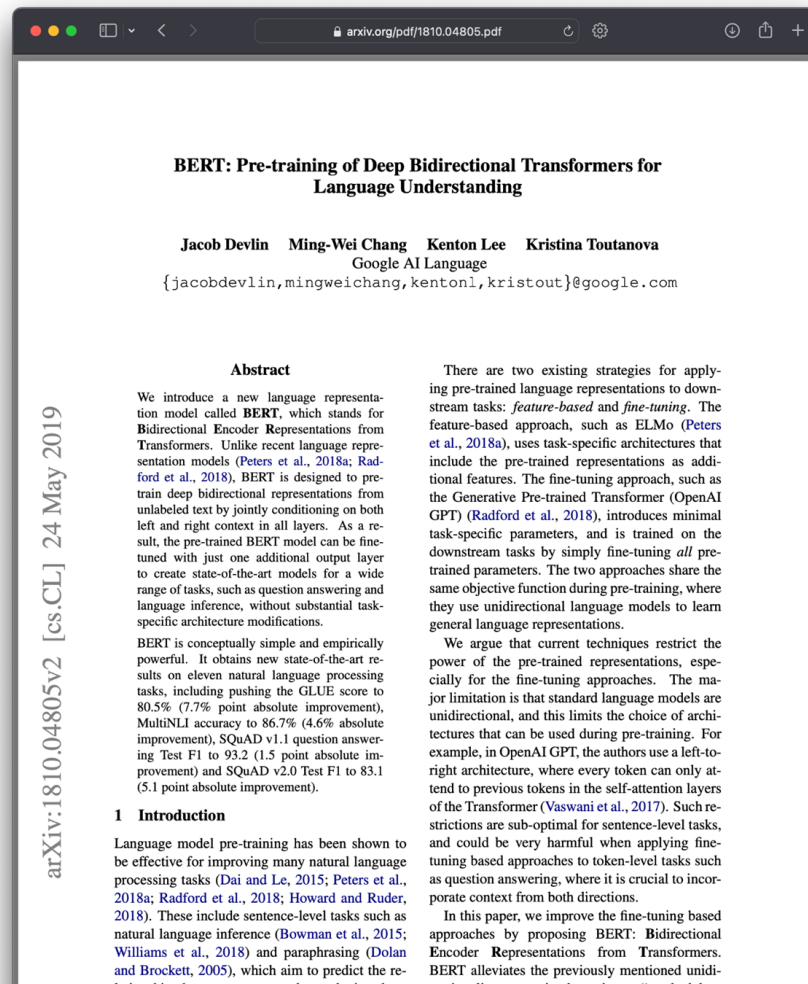 arxiv.org/pdf/1810.04805.pdf
BERT: Pre-training of Deep Bidirectional Transformers for
Language Understanding
Jacob Devlin Ming-Wei Chang Kenton Lee Kristina Toutanova
Google AI Language
{jacobdevlin,mingweichang,kentonl,kristout}@google.com
arXiv:1810.04805v2 [cs.CL] 24 May 2019
Abstract
We introduce a new language representa-
tion model called BERT, which stands for
Bidirectional Encoder Representations from
Transformers. Unlike recent language repre-
sentation models (Peters et al., 2018a; Rad-
ford et al., 2018), BERT is designed to pre-
train deep bidirectional representations from
unlabeled text by jointly conditioning on both
left and right context in all layers. As a re-
sult, the pre-trained BERT model can be fine-
tuned with just one additional output layer
to create state-of-the-art models for a wide
range of tasks, such as question answering and
language inference, without substantial task-
specific architecture modifications.
BERT is conceptually simple and empirically
powerful. It obtains new state-of-the-art re-
sults on eleven natural language processing
tasks, including pushing the GLUE score to
80.5% (7.7% point absolute improvement),
MultiNLI accuracy to 86.7% (4.6% absolute
improvement), SQuAD v1.1 question answer-
ing Test F1 to 93.2 (1.5 point absolute im-
provement) and SQuAD v2.0 Test F1 to 83.1
(5.1 point absolute improvement).
1 Introduction
Language model pre-training has been shown to
be effective for improving many natural language
processing tasks (Dai and Le, 2015; Peters et al.,
2018a; Radford et al., 2018; Howard and Ruder,
2018). These include sentence-level tasks such as
natural language inference (Bowman et al., 2015;
Williams et al., 2018) and paraphrasing (Dolan
and Brockett, 2005), which aim to predict the re-
There are two existing strategies for apply-
ing pre-trained language representations to down-
stream tasks: feature-based and fine-tuning. The
feature-based approach, such as ELMo (Peters
et al., 2018a), uses task-specific architectures that
include the pre-trained representations as addi-
tional features. The fine-tuning approach, such as
the Generative Pre-trained Transformer (OpenAI
GPT) (Radford et al., 2018), introduces minimal
task-specific parameters, and is trained on the
downstream tasks by simply fine-tuning all pre-
trained parameters. The two approaches share the
same objective function during pre-training, where
they use unidirectional language models to learn
general language representations.
We argue that current techniques restrict the
power of the pre-trained representations, espe-
cially for the fine-tuning approaches. The ma-
jor limitation is that standard language models are
unidirectional, and this limits the choice of archi-
tectures that can be used during pre-training. For
example, in OpenAI GPT, the authors use a left-to-
right architecture, where every token can only at-
tend to previous tokens in the self-attention layers
of the Transformer (Vaswani et al., 2017). Such re-
strictions are sub-optimal for sentence-level tasks,
and could be very harmful when applying fine-
tuning based approaches to token-level tasks such
as question answering, where it is crucial to incor-
porate context from both directions.
In this paper, we improve the fine-tuning based
approaches by proposing BERT: Bidirectional
Encoder Representations from Transformers.
BERT alleviates the previously mentioned unidi-